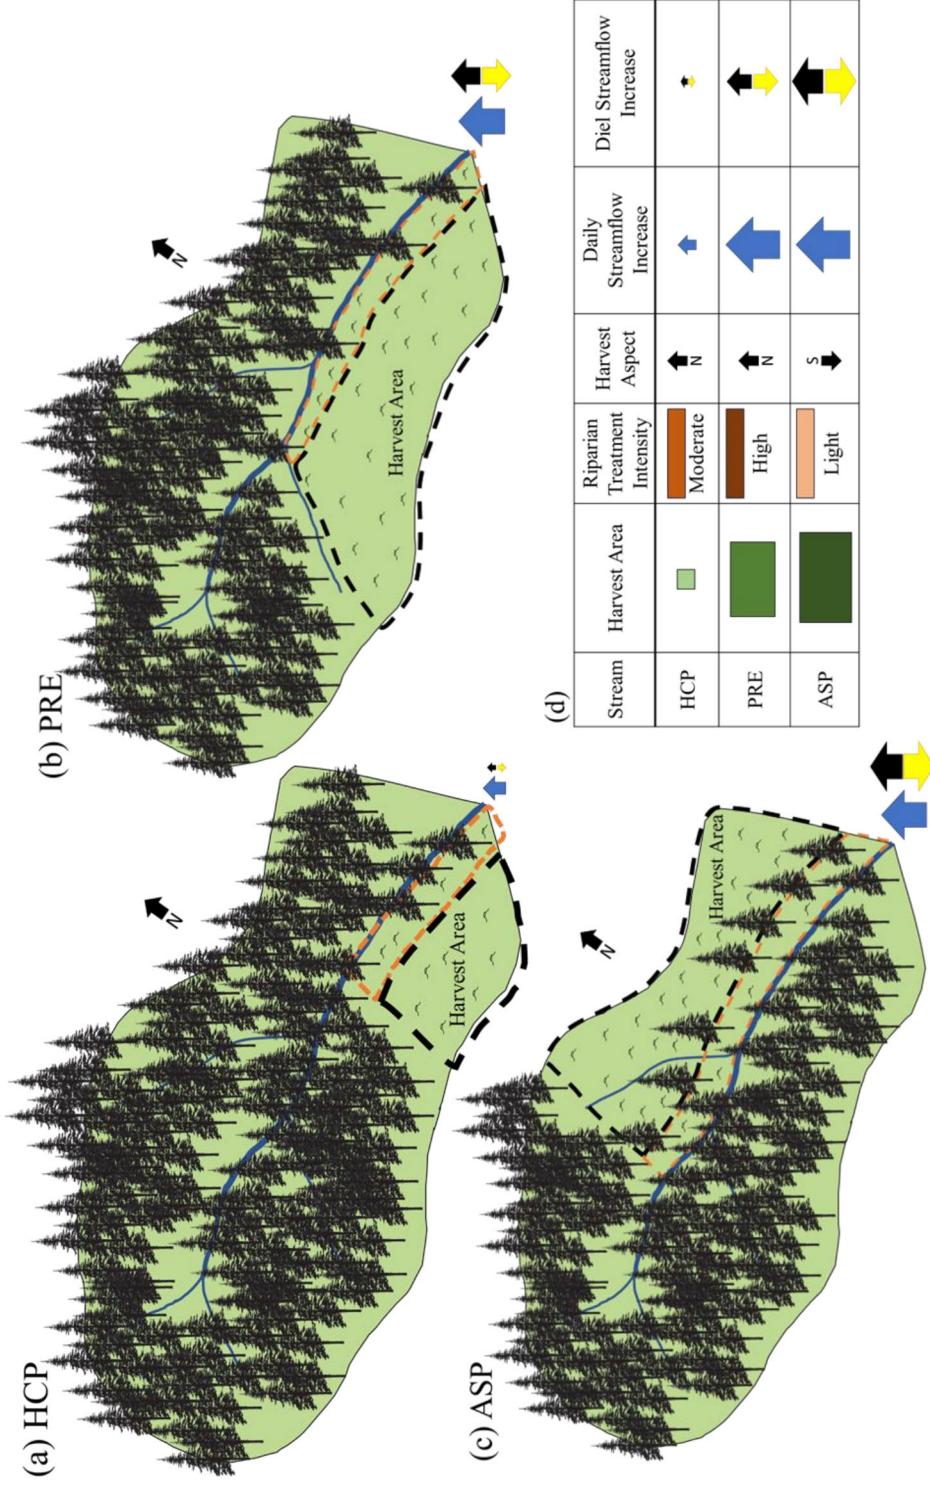 (a) HCP
N
Harvest Area
(b) PRE
N
Harvest Area
(c) ASP
N
Harvest Area
(d)
Stream
Harvest Area
Riparian
Treatment
Intensity
Harvest
Aspect
Daily
Streamflow
Increase
Diel Streamflow
Increase
HCP
Moderate
N
PRE
High
N
ASP
Light
S